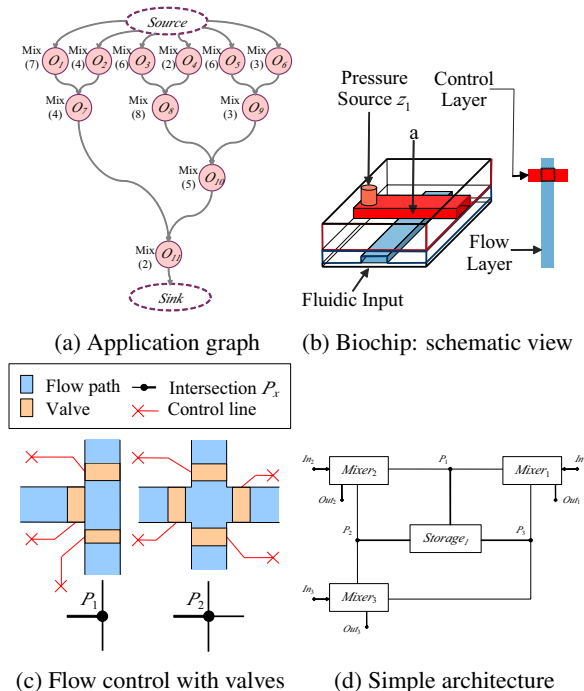 Source
Mix (7)
O1
Mix (4)
O2
Mix (6)
O3
Mix (2)
O4
Mix (6)
O5
Mix (3)
O6
Mix (4)
O7
Mix (8)
O8
Mix (3)
O9
Mix (5)
O10
Mix (2)
O11
Sink
(a) Application graph
Pressure
Source z1
Control
Layer
a
Flow
Layer
Fluidic Input
(b) Biochip: schematic view
Flow path
Intersection Px
Valve
Control line
P1
P2
(c) Flow control with valves
In2
Mixer2
P1
Mixer1
In
Out2
Out1
P2
Storage1
P3
In3
Mixer3
Out3
(d) Simple architecture